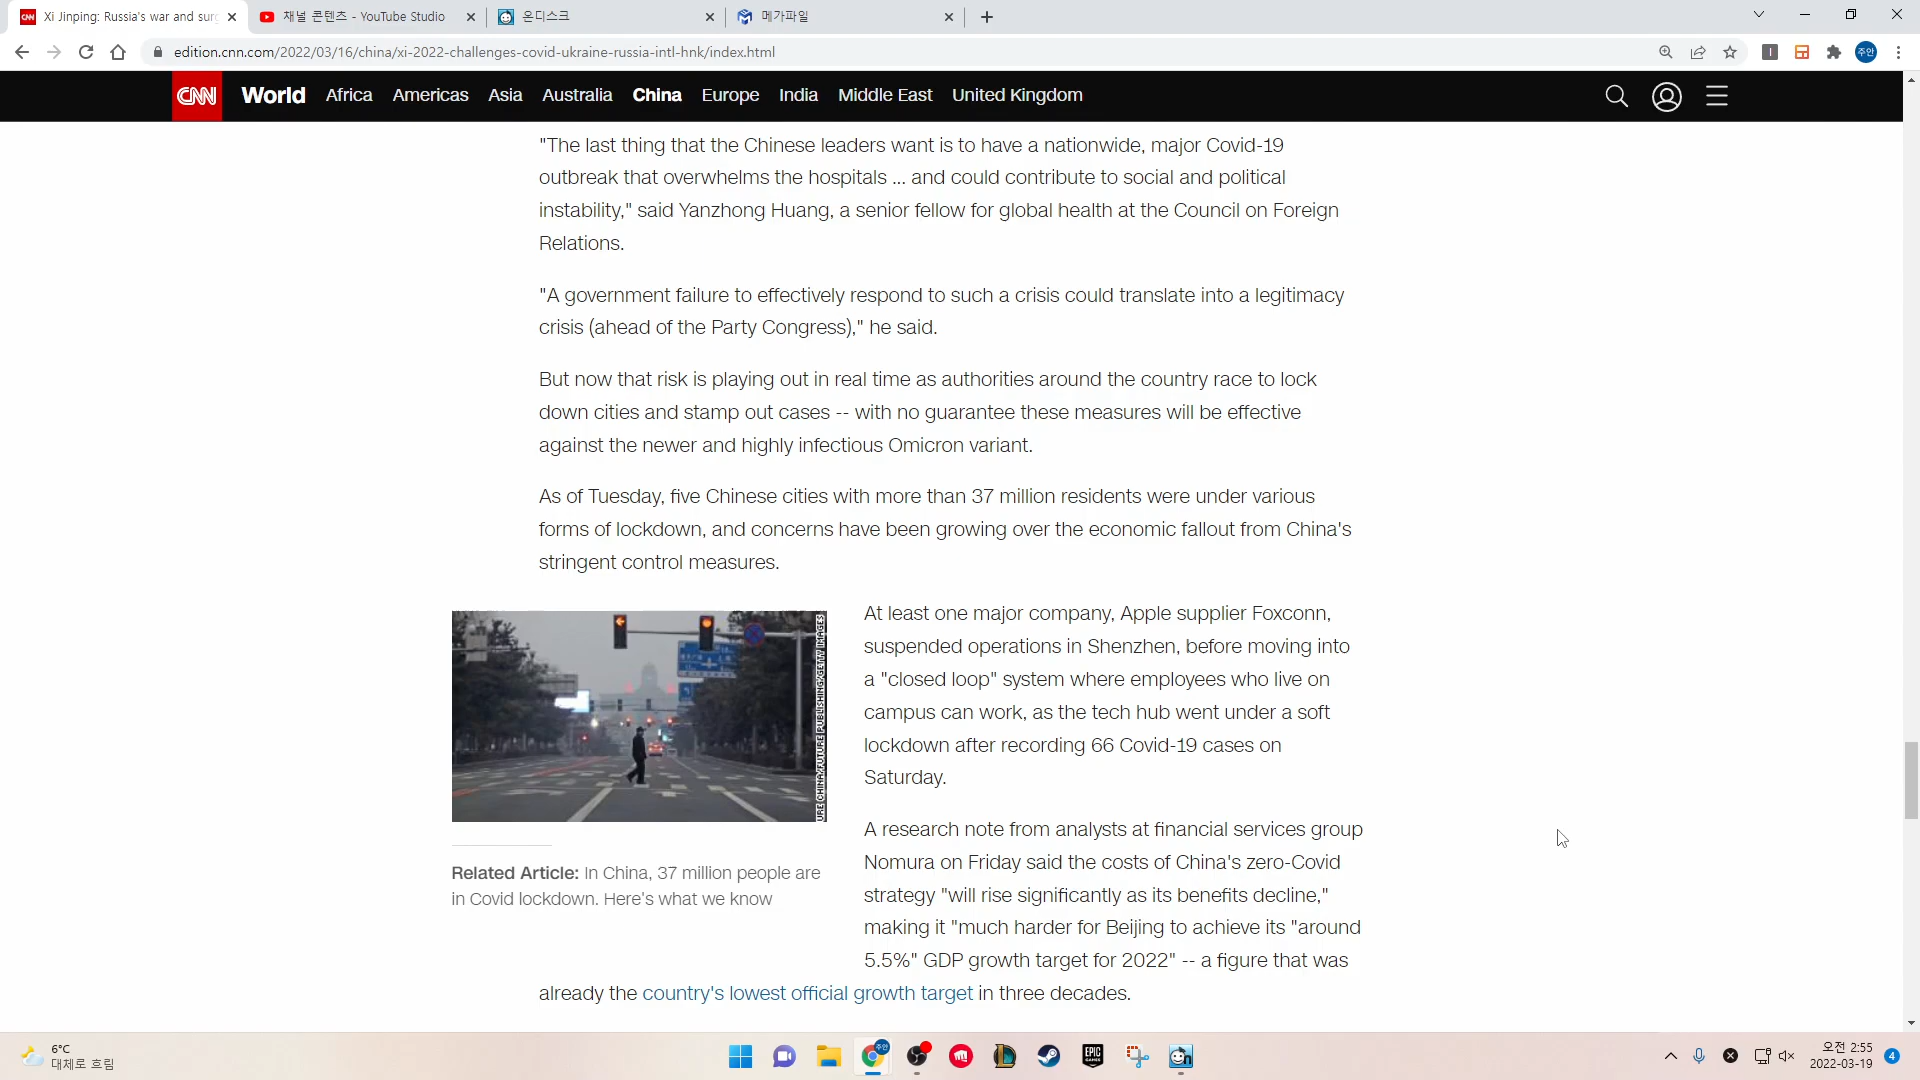 Xi Jinping: Russia's war and surg
채널 콘텐츠 - YouTube Studio
온디스크
메가파일
edition.cnn.com/2022/03/16/china/xi-2022-challenges-covid-ukraine-russia-intl-hnk/index.html
주안
CNN World Africa Americas Asia Australia China Europe India Middle East United Kingdom
"The last thing that the Chinese leaders want is to have a nationwide, major Covid-19
outbreak that overwhelms the hospitals ... and could contribute to social and political
instability," said Yanzhong Huang, a senior fellow for global health at the Council on Foreign
Relations.
"A government failure to effectively respond to such a crisis could translate into a legitimacy
crisis (ahead of the Party Congress)," he said.
But now that risk is playing out in real time as authorities around the country race to lock
down cities and stamp out cases -- with no guarantee these measures will be effective
against the newer and highly infectious Omicron variant.
As of Tuesday, five Chinese cities with more than 37 million residents were under various
forms of lockdown, and concerns have been growing over the economic fallout from China's
stringent control measures.
URE CHINA/FUTURE PUBLISHING/GETTY IMAGES
Related Article: In China, 37 million people are
in Covid lockdown. Here's what we know
At least one major company, Apple supplier Foxconn,
suspended operations in Shenzhen, before moving into
a "closed loop" system where employees who live on
campus can work, as the tech hub went under a soft
lockdown after recording 66 Covid-19 cases on
Saturday.
A research note from analysts at financial services group
Nomura on Friday said the costs of China's zero-Covid
strategy "will rise significantly as its benefits decline,"
making it "much harder for Beijing to achieve its "around
5.5%" GDP growth target for 2022" -- a figure that was
already the country's lowest official growth target in three decades.
6°C
대체로 흐림
주안
EPIC
GAMES
오전 2:55
2022-03-19
4